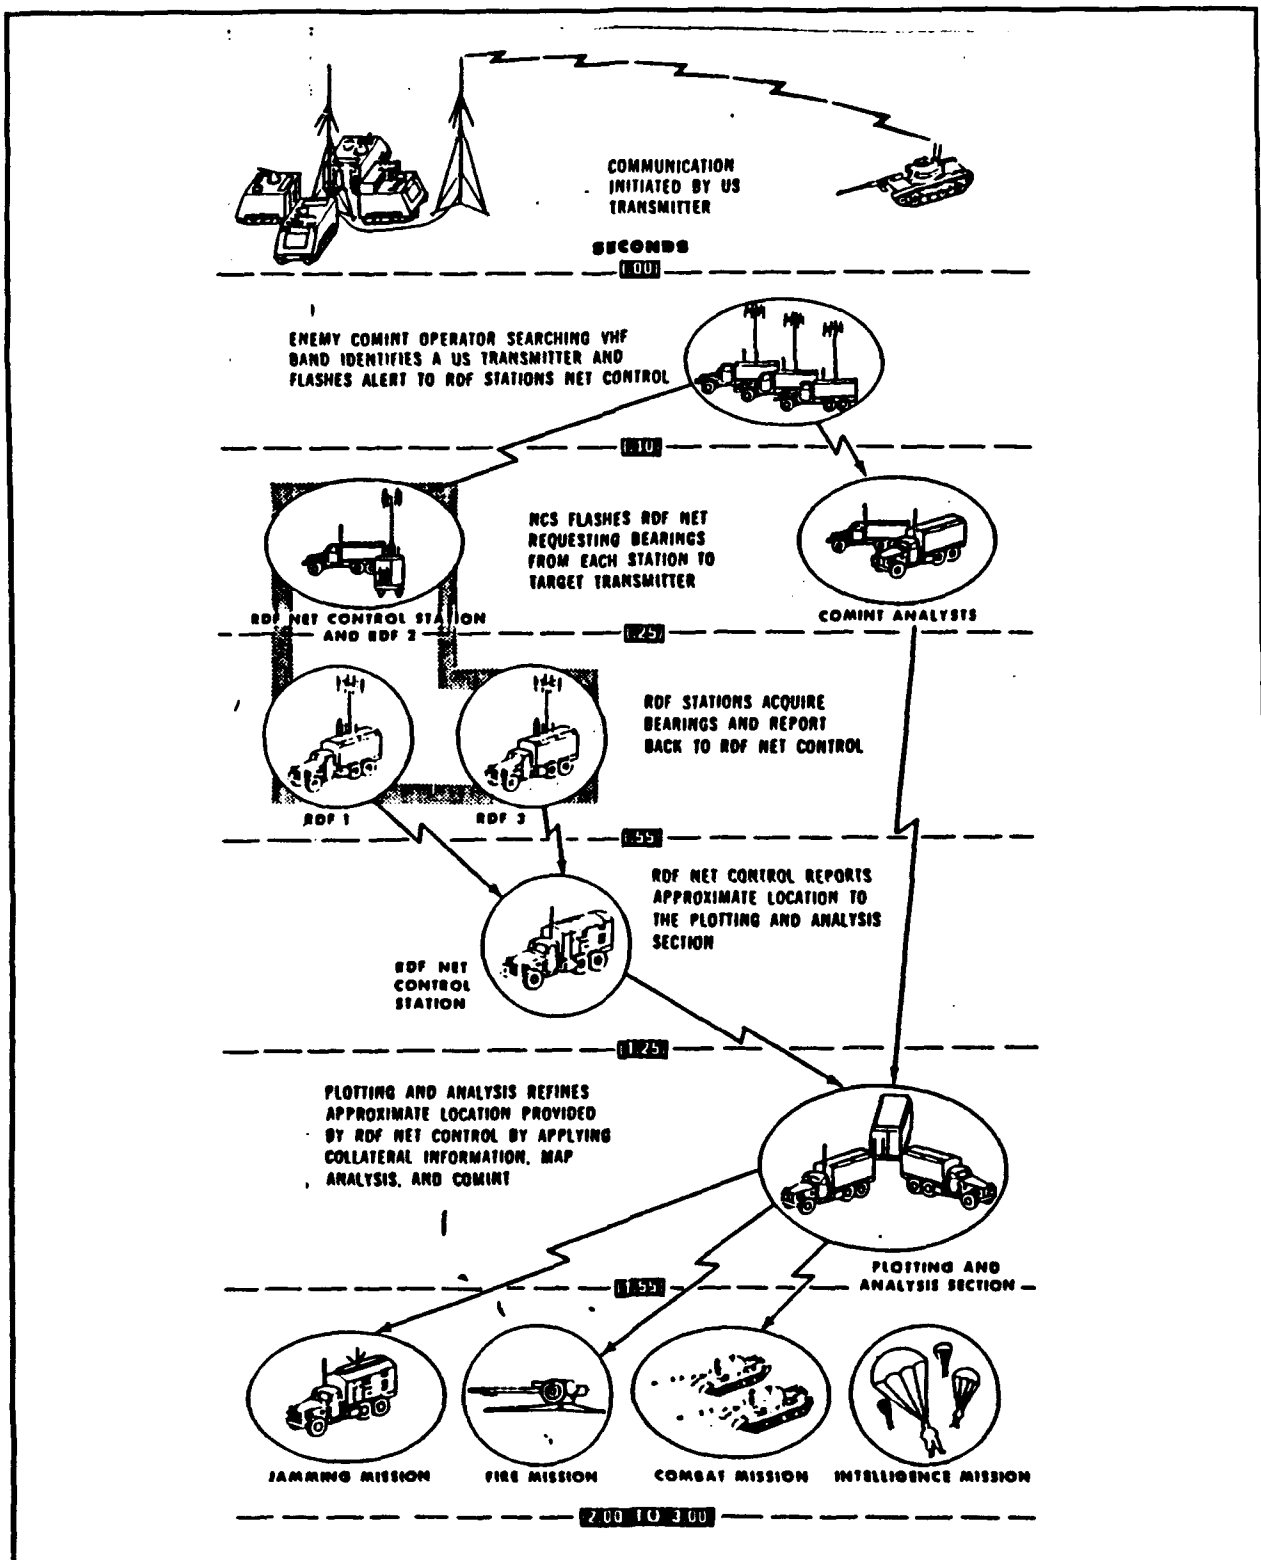 COMMUNICATION
INITIATED BY US
TRANSMITTER
SECONDS
:00
ENEMY COMINT OPERATOR SEARCHING VHF
BAND IDENTIFIES A US TRANSMITTER AND
FLASHES ALERT TO RDF STATIONS NET CONTROL
:10
NCS FLASHES RDF NET
REQUESTING BEARINGS
FROM EACH STATION TO
TARGET TRANSMITTER
RDF NET CONTROL STATION
AND RDF 2
COMINT ANALYSTS
:25
RDF STATIONS ACQUIRE
BEARINGS AND REPORT
BACK TO RDF NET CONTROL
RDF 1
RDF 3
:55
RDF NET CONTROL REPORTS
APPROXIMATE LOCATION TO
THE PLOTTING AND ANALYSIS
SECTION
RDF NET
CONTROL
STATION
1:25
PLOTTING AND ANALYSIS REFINES
APPROXIMATE LOCATION PROVIDED
BY RDF NET CONTROL BY APPLYING
COLLATERAL INFORMATION, MAP
ANALYSIS, AND COMINT
PLOTTING AND
ANALYSIS SECTION
1:55
JAMMING MISSION
FIRE MISSION
COMBAT MISSION
INTELLIGENCE MISSION
2:00 TO 3:00